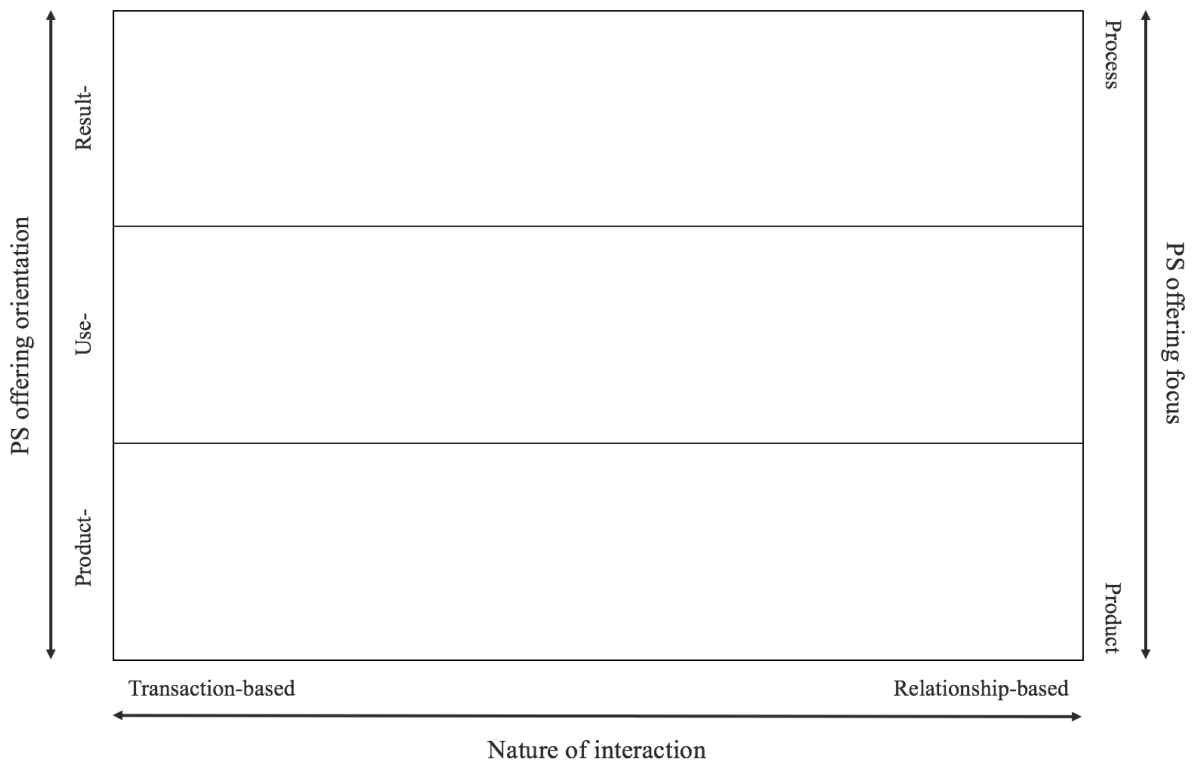 PS offering orientation
Result-
Use-
Product-
Process
Product
PS offering focus
Transaction-based
Relationship-based
Nature of interaction